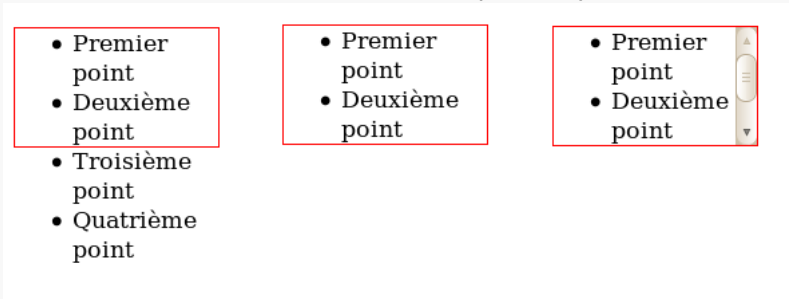 • Premier
point
• Deuxième
point
• Troisième
point
• Quatrième
point
• Premier
point
• Deuxième
point
• Premier
point
• Deuxième
point